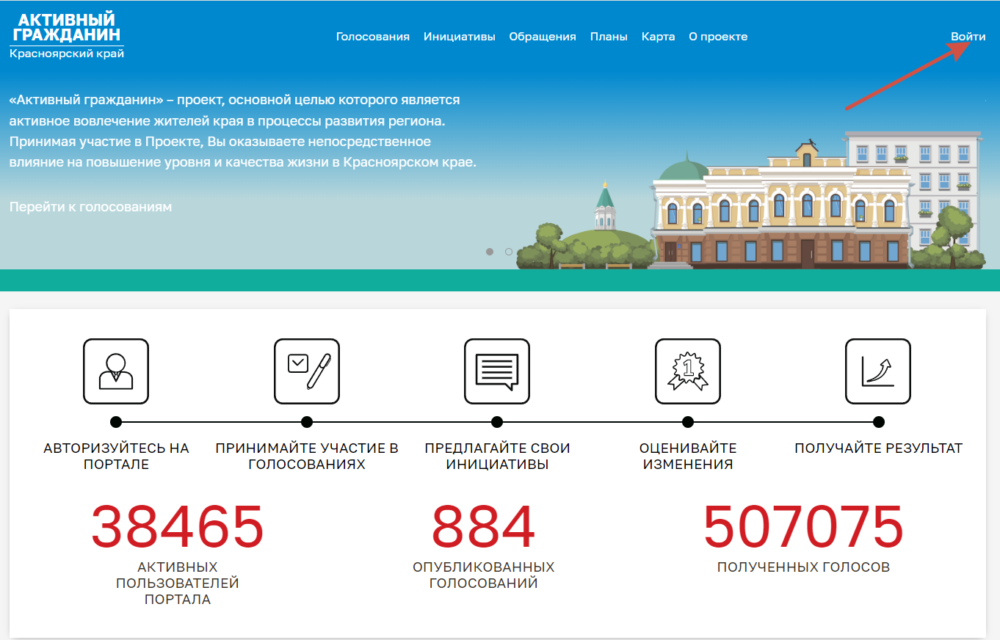 АКТИВНЫЙ
ГРАЖДАНИН
Красноярский край
Голосования Инициативы Обращения Планы Карта О проекте
Войти
«Активный гражданин» – проект, основной целью которого является
активное вовлечение жителей края в процессы развития региона.
Принимая участие в Проекте, Вы оказываете непосредственное
влияние на повышение уровня и качества жизни в Красноярском крае.
Перейти к голосованиям
1
АВТОРИЗУЙТЕСЬ НА
ПОРТАЛЕ
ПРИНИМАЙТЕ УЧАСТИЕ В
ГОЛОСОВАНИЯХ
ПРЕДЛАГАЙТЕ СВОИ
ИНИЦИАТИВЫ
ОЦЕНИВАЙТЕ
ИЗМЕНЕНИЯ
ПОЛУЧАЙТЕ РЕЗУЛЬТАТ
38465
АКТИВНЫХ
ПОЛЬЗОВАТЕЛЕЙ
ПОРТАЛА
884
ОПУБЛИКОВАННЫХ
ГОЛОСОВАНИЙ
507075
ПОЛУЧЕННЫХ ГОЛОСОВ